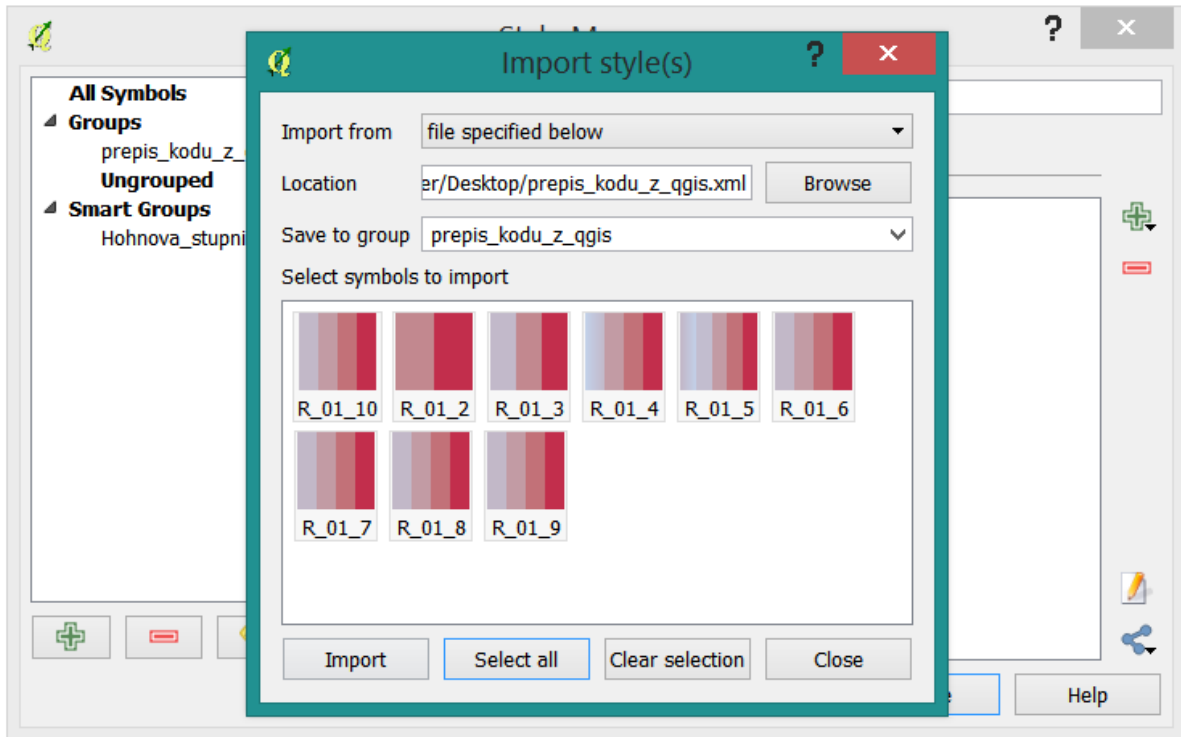 Import style(s)
?
All Symbols
Groups
prepis_kodu_z_
Ungrouped
Smart Groups
Hohnova_stupni
Import from file specified below
Location er/Desktop/prepis_kodu_z_qgis.xml Browse
Save to group prepis_kodu_z_qgis
Select symbols to import
R_01_10 R_01_2 R_01_3 R_01_4 R_01_5 R_01_6
R_01_7 R_01_8 R_01_9
Import Select all Clear selection Close
Help